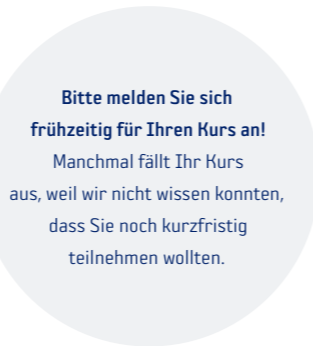 Bitte melden Sie sich
frühzeitig für Ihren Kurs an!
Manchmal fällt Ihr Kurs
aus, weil wir nicht wissen konnten,
dass Sie noch kurzfristig
teilnehmen wollten.